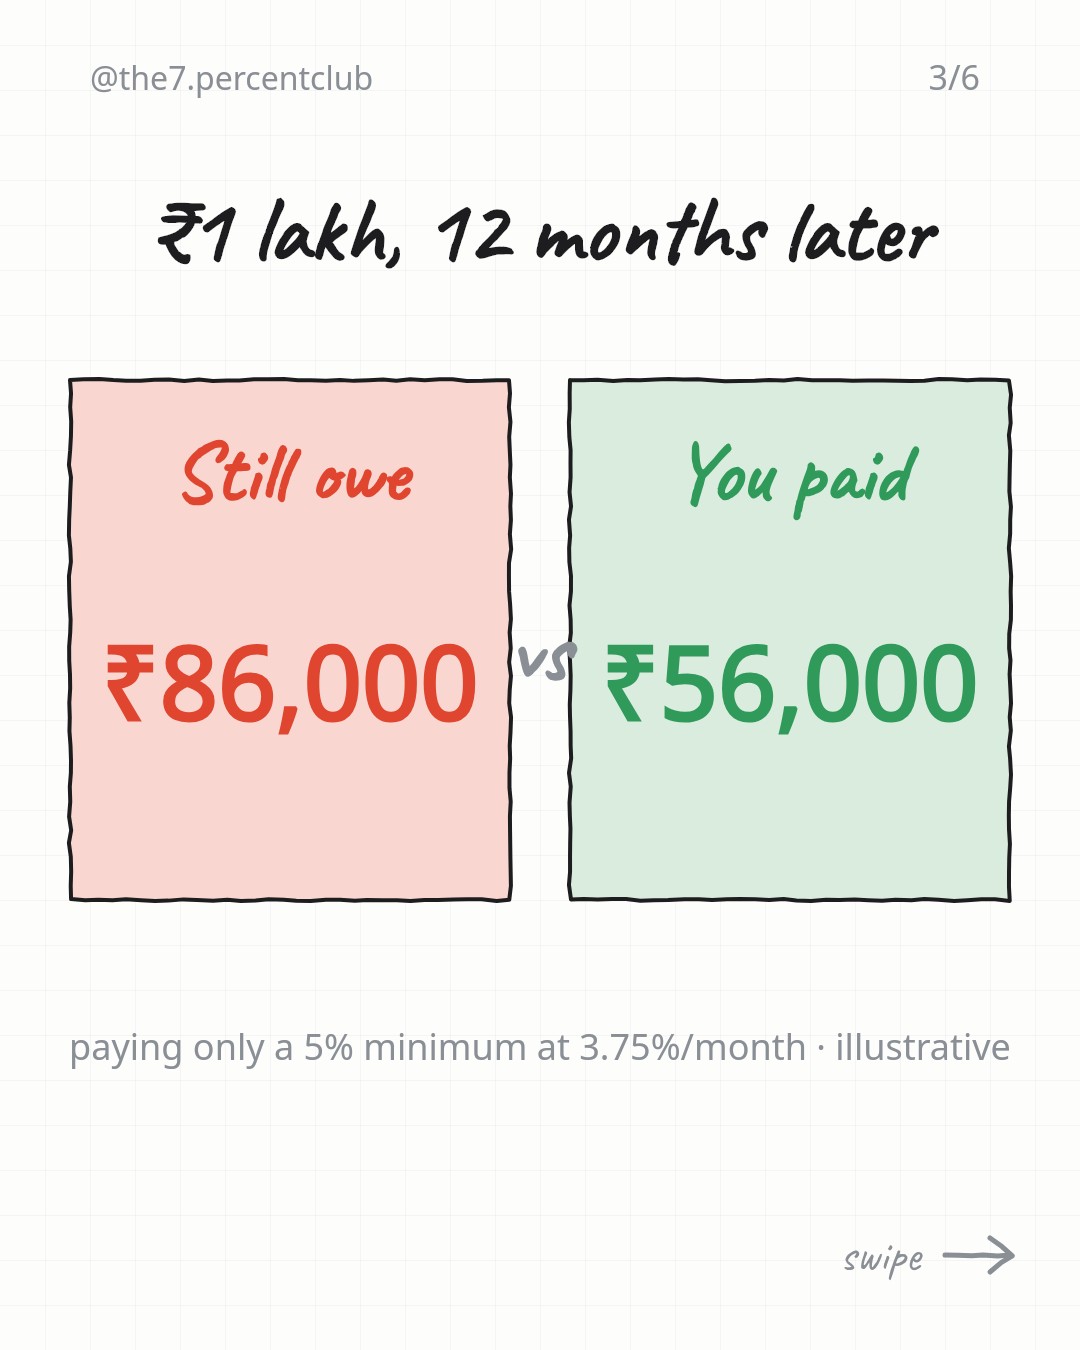 @the7.percentclub
3/6
₹1 lakh, 12 months later
Still owe
₹86,000
vs
You paid
₹56,000
paying only a 5% minimum at 3.75%/month · illustrative
swipe